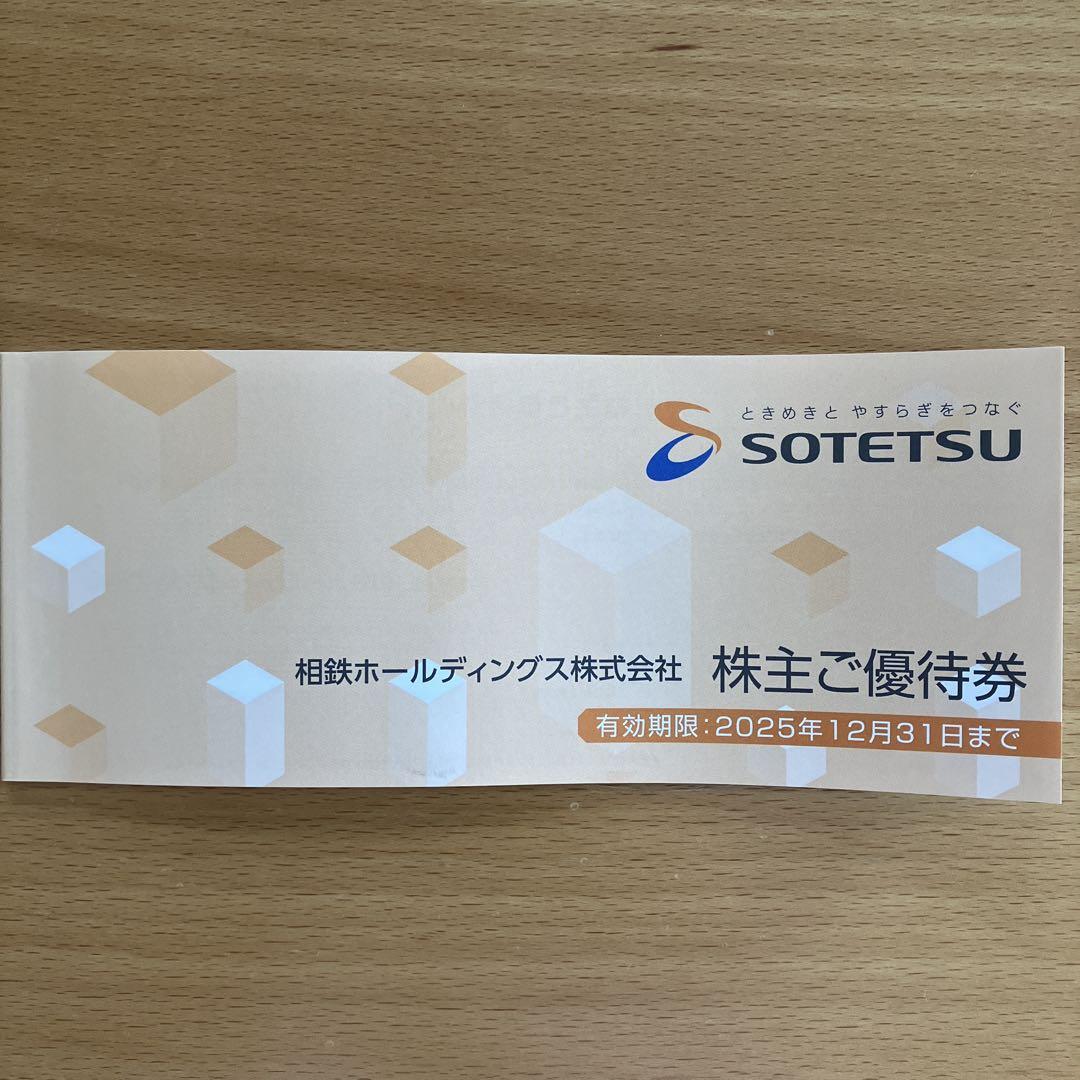 ときめきと やすらぎをつなぐ
SOTETSU
相鉄ホールディングス株式会社 株主ご優待券
有効期限：2025年12月31日まで